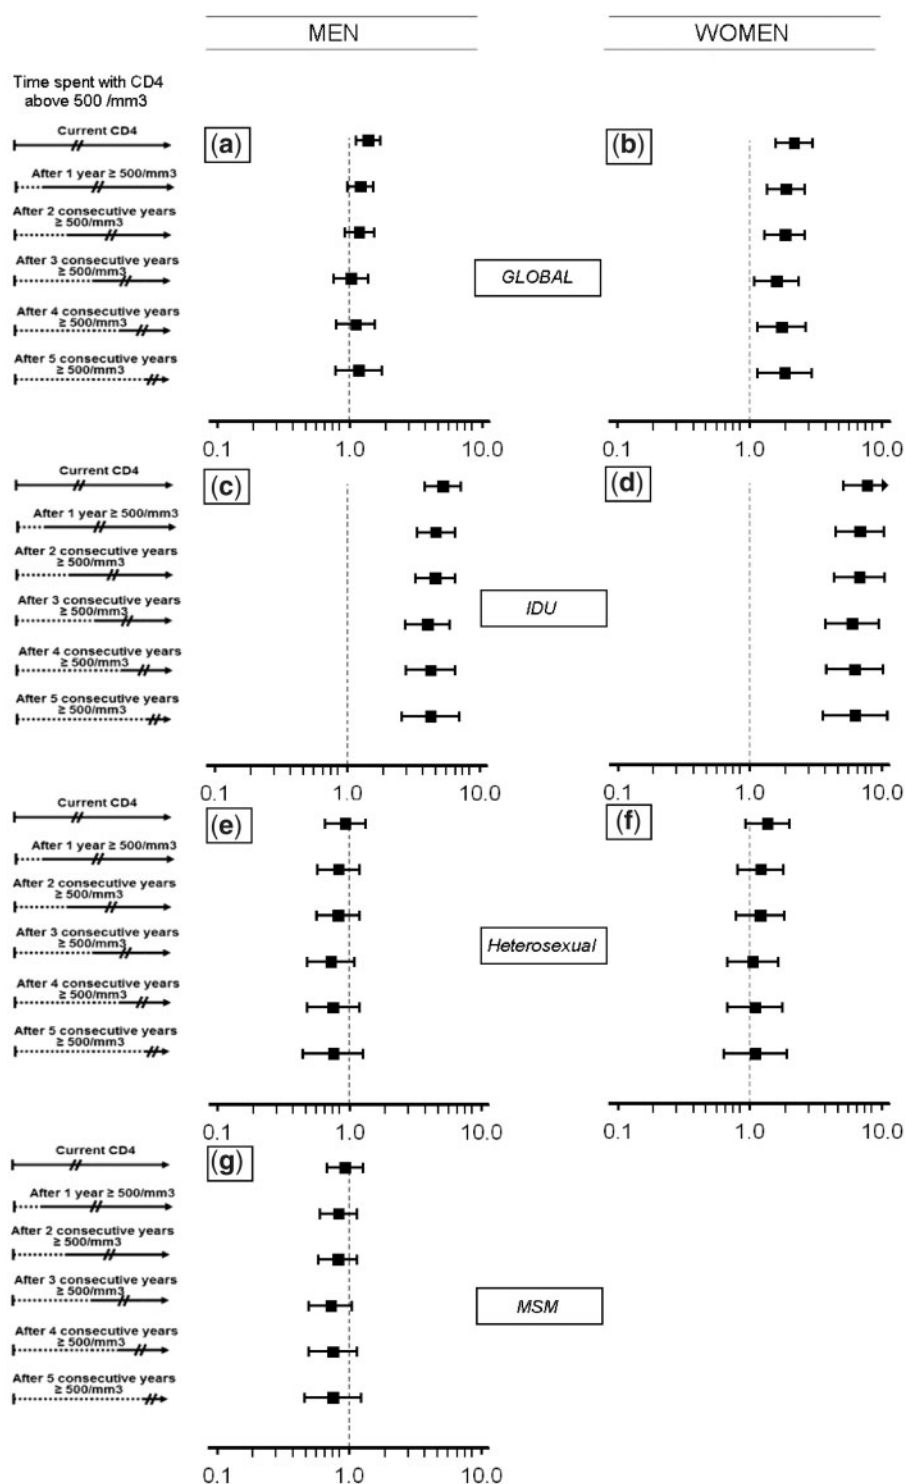 MEN
WOMEN
Time spent with CD4
above 500 /mm3
Current CD4
After 1 year ≥ 500/mm3
After 2 consecutive years
≥ 500/mm3
After 3 consecutive years
≥ 500/mm3
After 4 consecutive years
≥ 500/mm3
After 5 consecutive years
≥ 500/mm3
(a)
(b)
GLOBAL
0.1 1.0 10.0
0.1 1.0 10.0
Current CD4
After 1 year ≥ 500/mm3
After 2 consecutive years
≥ 500/mm3
After 3 consecutive years
≥ 500/mm3
After 4 consecutive years
≥ 500/mm3
After 5 consecutive years
≥ 500/mm3
(c)
(d)
IDU
0.1 1.0 10.0
0.1 1.0 10.0
Current CD4
After 1 year ≥ 500/mm3
After 2 consecutive years
≥ 500/mm3
After 3 consecutive years
≥ 500/mm3
After 4 consecutive years
≥ 500/mm3
After 5 consecutive years
≥ 500/mm3
(e)
(f)
Heterosexual
0.1 1.0 10.0
0.1 1.0 10.0
Current CD4
After 1 year ≥ 500/mm3
After 2 consecutive years
≥ 500/mm3
After 3 consecutive years
≥ 500/mm3
After 4 consecutive years
≥ 500/mm3
After 5 consecutive years
≥ 500/mm3
(g)
MSM
0.1 1.0 10.0